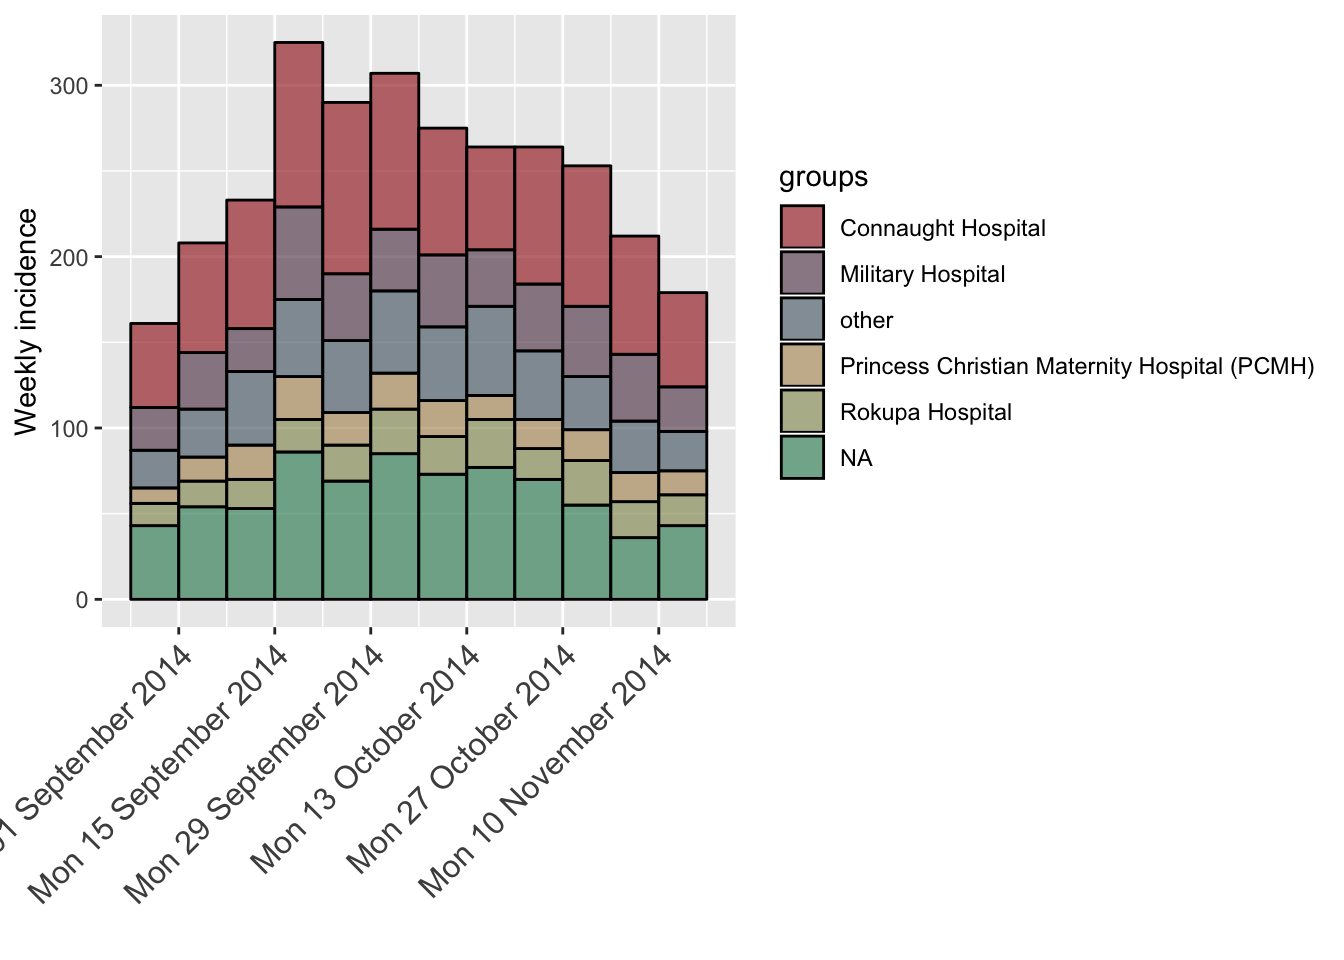 Weekly incidence
300
200
100
0
01 September 2014
Mon 15 September 2014
Mon 29 September 2014
Mon 13 October 2014
Mon 27 October 2014
Mon 10 November 2014
groups
Connaught Hospital
Military Hospital
other
Princess Christian Maternity Hospital (PCMH)
Rokupa Hospital
NA